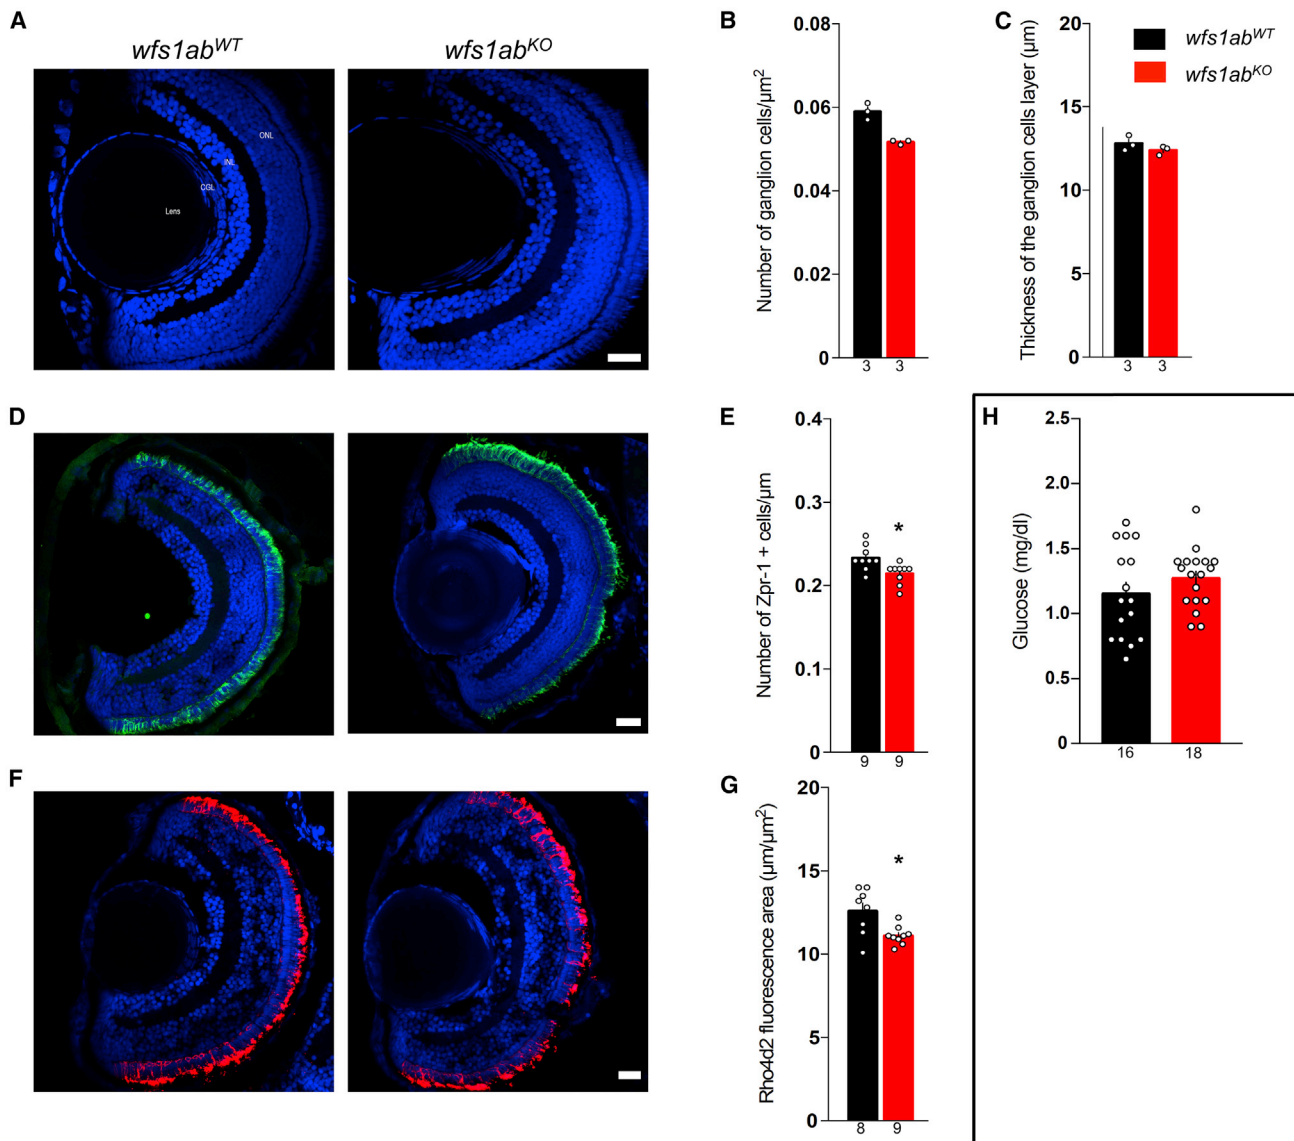 A
wfs1ab^WT
wfs1ab^KO
ONL
INL
CGL
Lens
B
Number of ganglion cells/µm²
0.08
0.06
0.04
0.02
0
3 3
C
Thickness of the ganglion cells layer (µm)
20
15
10
5
0
3 3
wfs1ab^WT
wfs1ab^KO
D
E
Number of Zpr-1 + cells/µm
0.4
0.3
0.2
0.1
0
*
9 9
F
G
Rho4d2 fluorescence area (µm/µm²)
20
15
10
5
0
*
8 9
H
Glucose (mg/dl)
2.5
2.0
1.5
1.0
0.5
0
16 18